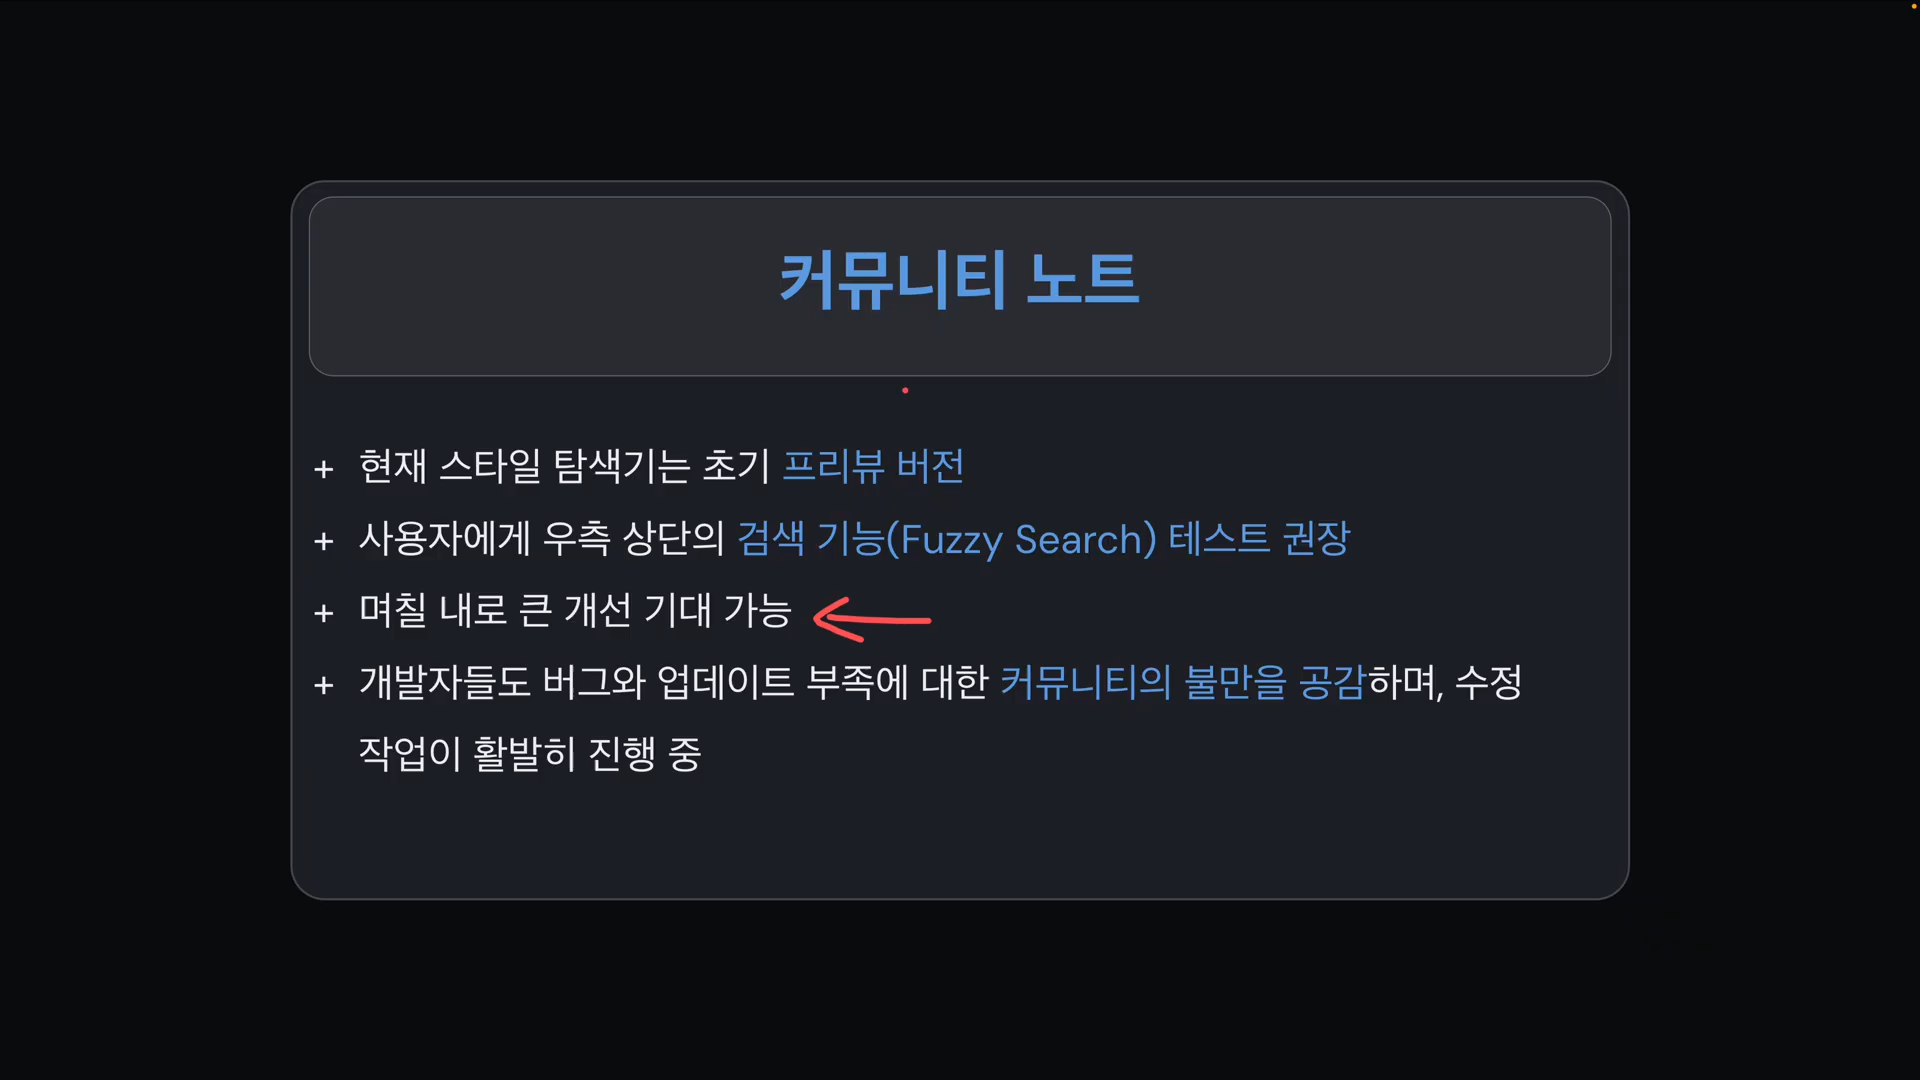 커뮤니티 노트
+ 현재 스타일 탐색기는 초기 프리뷰 버전
+ 사용자에게 우측 상단의 검색 기능(Fuzzy Search) 테스트 권장
+ 며칠 내로 큰 개선 기대 가능
+ 개발자들도 버그와 업데이트 부족에 대한 커뮤니티의 불만을 공감하며, 수정
작업이 활발히 진행 중